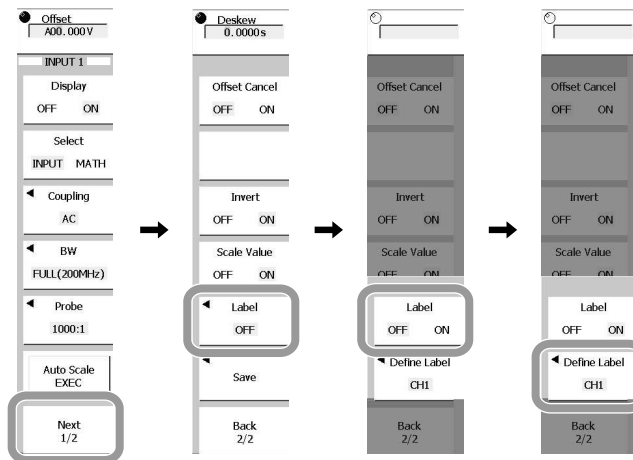 Offset
A00.000V
INPUT 1
Display
OFF ON
Select
INPUT MATH
Coupling
AC
BW
FULL(200MHz)
Probe
1000:1
Auto Scale
EXEC
Next
1/2
Deskew
0.0000s
Offset Cancel
OFF ON
Invert
OFF ON
Scale Value
OFF ON
Label
OFF
Save
Back
2/2
Offset Cancel
OFF ON
Invert
OFF ON
Scale Value
OFF ON
Label
OFF ON
Define Label
CH1
Back
2/2
Offset Cancel
OFF ON
Invert
OFF ON
Scale Value
OFF ON
Label
OFF ON
Define Label
CH1
Back
2/2